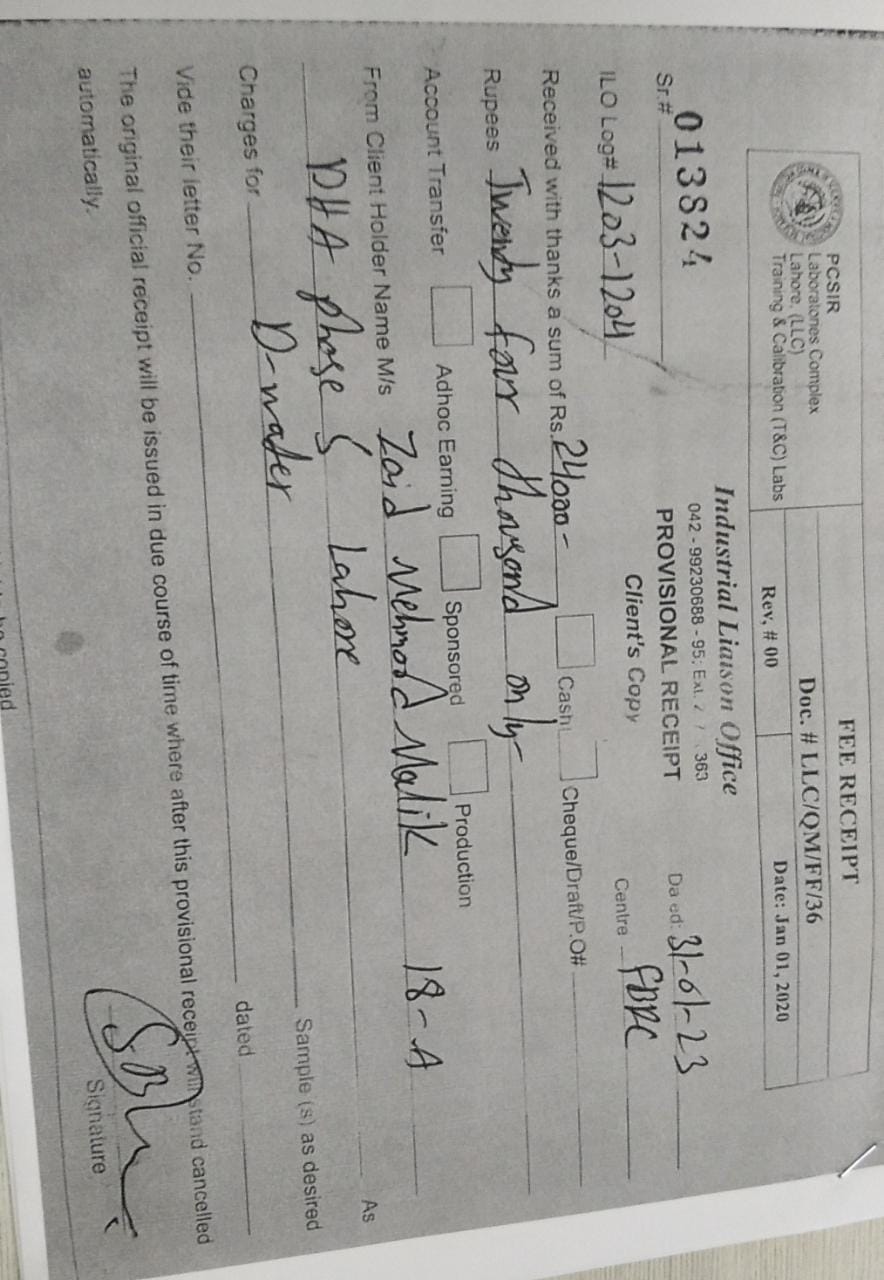 PCSIR
Laboratories Complex
Lahore, (LLC)
Training & Calibration (T&C) Labs
FEE RECEIPT
Doc. # LLC/QM/FF/36
Rev, # 00
Date: Jan 01, 2020
Industrial Liaison Office
042 - 99230688 - 95: Ext. 2 363
PROVISIONAL RECEIPT
Client's Copy
Sr.# 013824
Dated: 31-01-23
ILO Log# 1203-1204
Centre FBRC
Received with thanks a sum of Rs. 24000- Cash Cheque/Draft/P.O#
Rupees Twenty four thousand only
Account Transfer Adhoc Earning Sponsored Production
From Client Holder Name M/s Zaid Mehmood Malik 18-A As
DHA phase 5 Lahore Sample (s) as desired
Charges for D-water
Vide their letter No. dated
The original official receipt will be issued in due course of time where after this provisional receipt will stand cancelled
automatically.
Signature
be copied